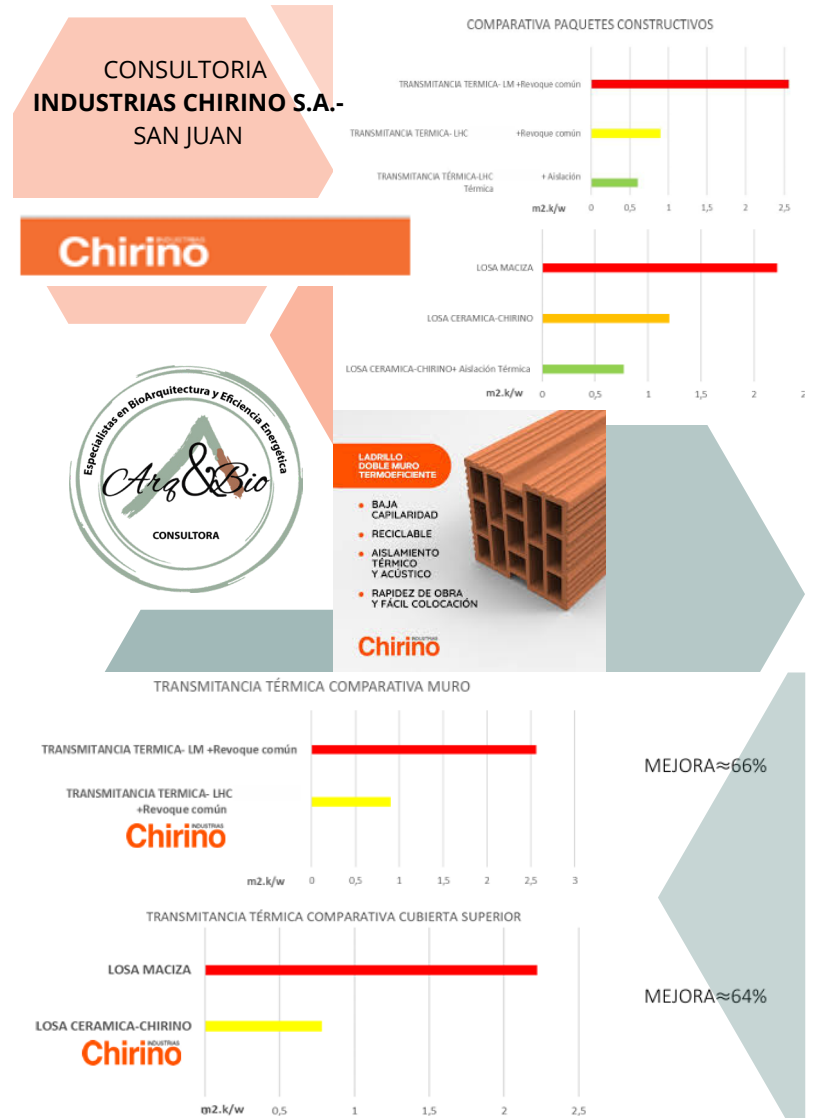 CONSULTORIA
INDUSTRIAS CHIRINO S.A.-
SAN JUAN
COMPARATIVA PAQUETES CONSTRUCTIVOS
TRANSMITANCIA TERMICA- LM +Revoque común
TRANSMITANCIA TERMICA- LHC +Revoque común
TRANSMITANCIA TÉRMICA-LHC + Aislación
Térmica
m2.k/w 0 0,5 1 1,5 2 2,5
INDUSTRIAS
Chirino
LOSA MACIZA
LOSA CERAMICA-CHIRINO
LOSA CERAMICA-CHIRINO+ Aislación Térmica
m2.k/w 0 0,5 1 1,5 2 2
Especialistas en BioArquitectura y Eficiencia Energética
Arq&Bio
CONSULTORA
LADRILLO
DOBLE MURO
TERMOEFICIENTE
• BAJA
CAPILARIDAD
• RECICLABLE
• AISLAMIENTO
TÉRMICO
Y ACÚSTICO
• RAPIDEZ DE OBRA
Y FÁCIL COLOCACIÓN
INDUSTRIAS
Chirino
TRANSMITANCIA TÉRMICA COMPARATIVA MURO
TRANSMITANCIA TERMICA- LM +Revoque común
TRANSMITANCIA TERMICA- LHC
+Revoque común
INDUSTRIAS
Chirino
m2.k/w 0 0,5 1 1,5 2 2,5 3
MEJORA≈66%
TRANSMITANCIA TÉRMICA COMPARATIVA CUBIERTA SUPERIOR
LOSA MACIZA
LOSA CERAMICA-CHIRINO
INDUSTRIAS
Chirino
m2.k/w 0,5 1 1,5 2 2,5
MEJORA≈64%